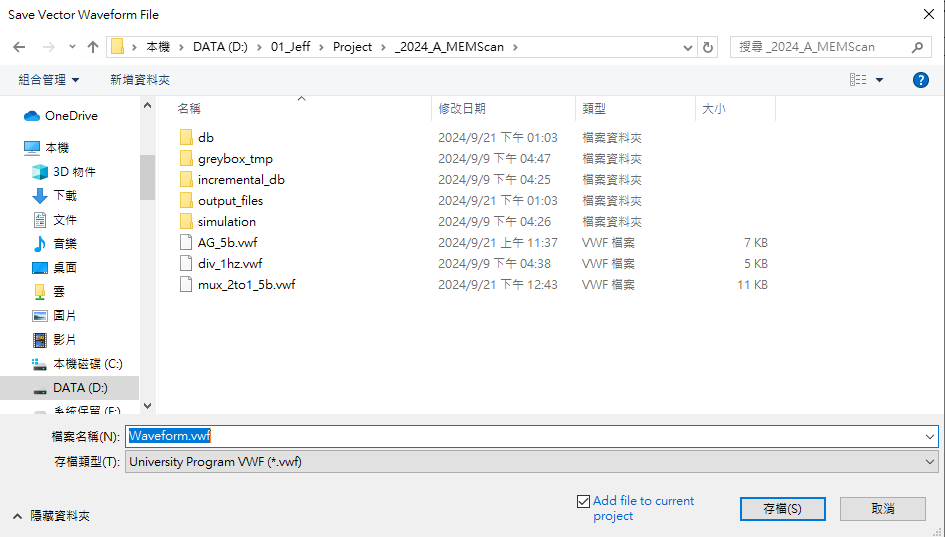 Save Vector Waveform File
本機 > DATA (D:) > 01_Jeff > Project > _2024_A_MEMScan >
搜尋 _2024_A_MEMScan
組合管理 新增資料夾
OneDrive
本機
3D 物件
下載
文件
音樂
桌面
雲
圖片
影片
本機磁碟 (C:)
DATA (D:)
系統保留 (F:)
名稱 修改日期 類型 大小
db 2024/9/21 下午 01:03 檔案資料夾
greybox_tmp 2024/9/9 下午 04:47 檔案資料夾
incremental_db 2024/9/9 下午 04:25 檔案資料夾
output_files 2024/9/21 下午 01:03 檔案資料夾
simulation 2024/9/9 下午 04:26 檔案資料夾
AG_5b.vwf 2024/9/21 上午 11:37 VWF 檔案 7 KB
div_1hz.vwf 2024/9/9 下午 04:38 VWF 檔案 5 KB
mux_2to1_5b.vwf 2024/9/21 下午 12:43 VWF 檔案 11 KB
檔案名稱(N): Waveform.vwf
存檔類型(T): University Program VWF (*.vwf)
隱藏資料夾
Add file to current
project
存檔(S) 取消